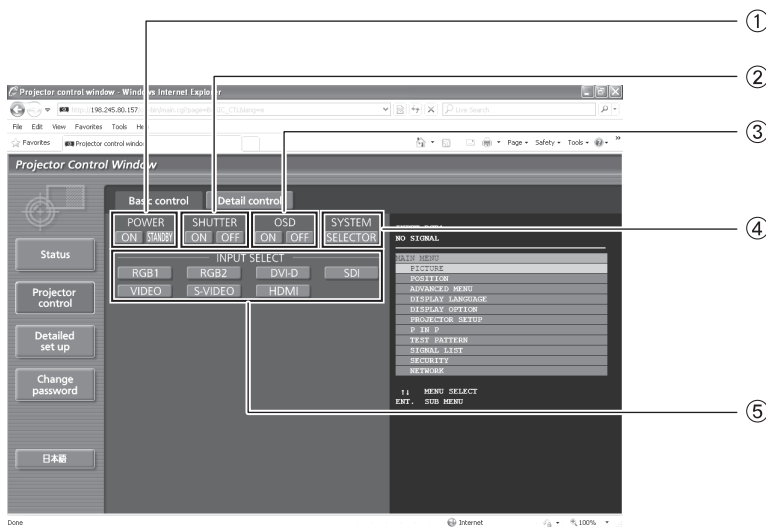 ①
②
③
④
⑤
Projector control window - Windows Internet Explorer
198.245.80.157
Live Search
File Edit View Favorites Tools
Favorites Projector control window
Page Safety Tools
Projector Control Window
Basic control Detail control
Status
Projector control
Detailed set up
Change password
日本語
POWER SHUTTER OSD SYSTEM
ON STANDBY ON OFF ON OFF SELECTOR
INPUT SELECT
RGB1 RGB2 DVI-D SDI
VIDEO S-VIDEO HDMI
NO SIGNAL
MAIN MENU
PICTURE
POSITION
ADVANCED MENU
DISPLAY LANGUAGE
DISPLAY OPTION
PROJECTOR SETUP
P IN P
TEST PATTERN
SIGNAL LIST
SECURITY
NETWORK
↑↓ MENU SELECT
ENT. SUB MENU
Done Internet 100%